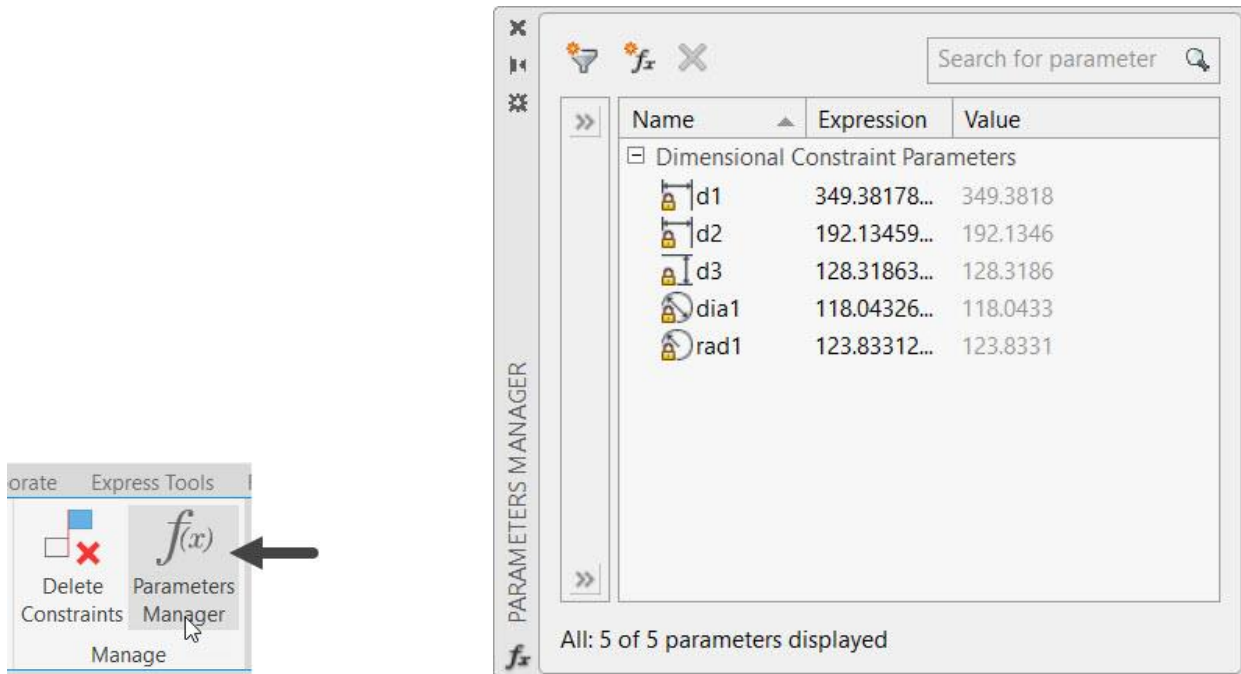 orate Express Tools
Delete Constraints
Parameters Manager
f(x)
Manage
PARAMETERS MANAGER
fx
fx
Search for parameter
Name Expression Value
Dimensional Constraint Parameters
d1 349.38178... 349.3818
d2 192.13459... 192.1346
d3 128.31863... 128.3186
dia1 118.04326... 118.0433
rad1 123.83312... 123.8331
All: 5 of 5 parameters displayed